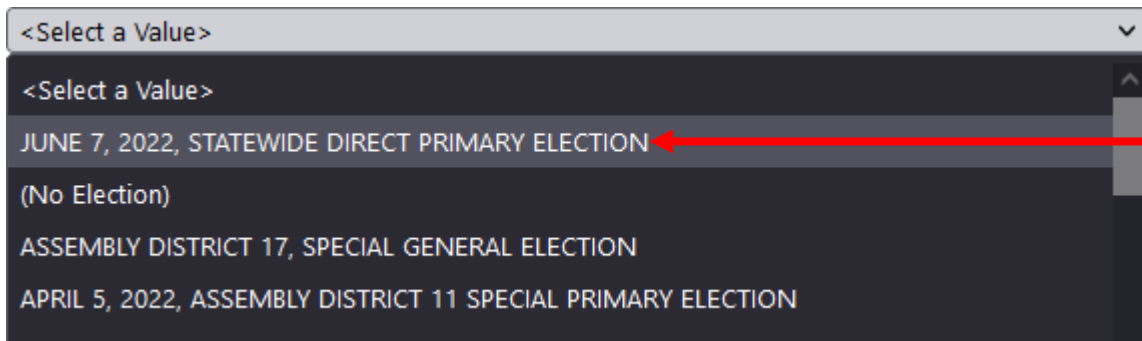 <Select a Value>
<Select a Value>
JUNE 7, 2022, STATEWIDE DIRECT PRIMARY ELECTION
(No Election)
ASSEMBLY DISTRICT 17, SPECIAL GENERAL ELECTION
APRIL 5, 2022, ASSEMBLY DISTRICT 11 SPECIAL PRIMARY ELECTION